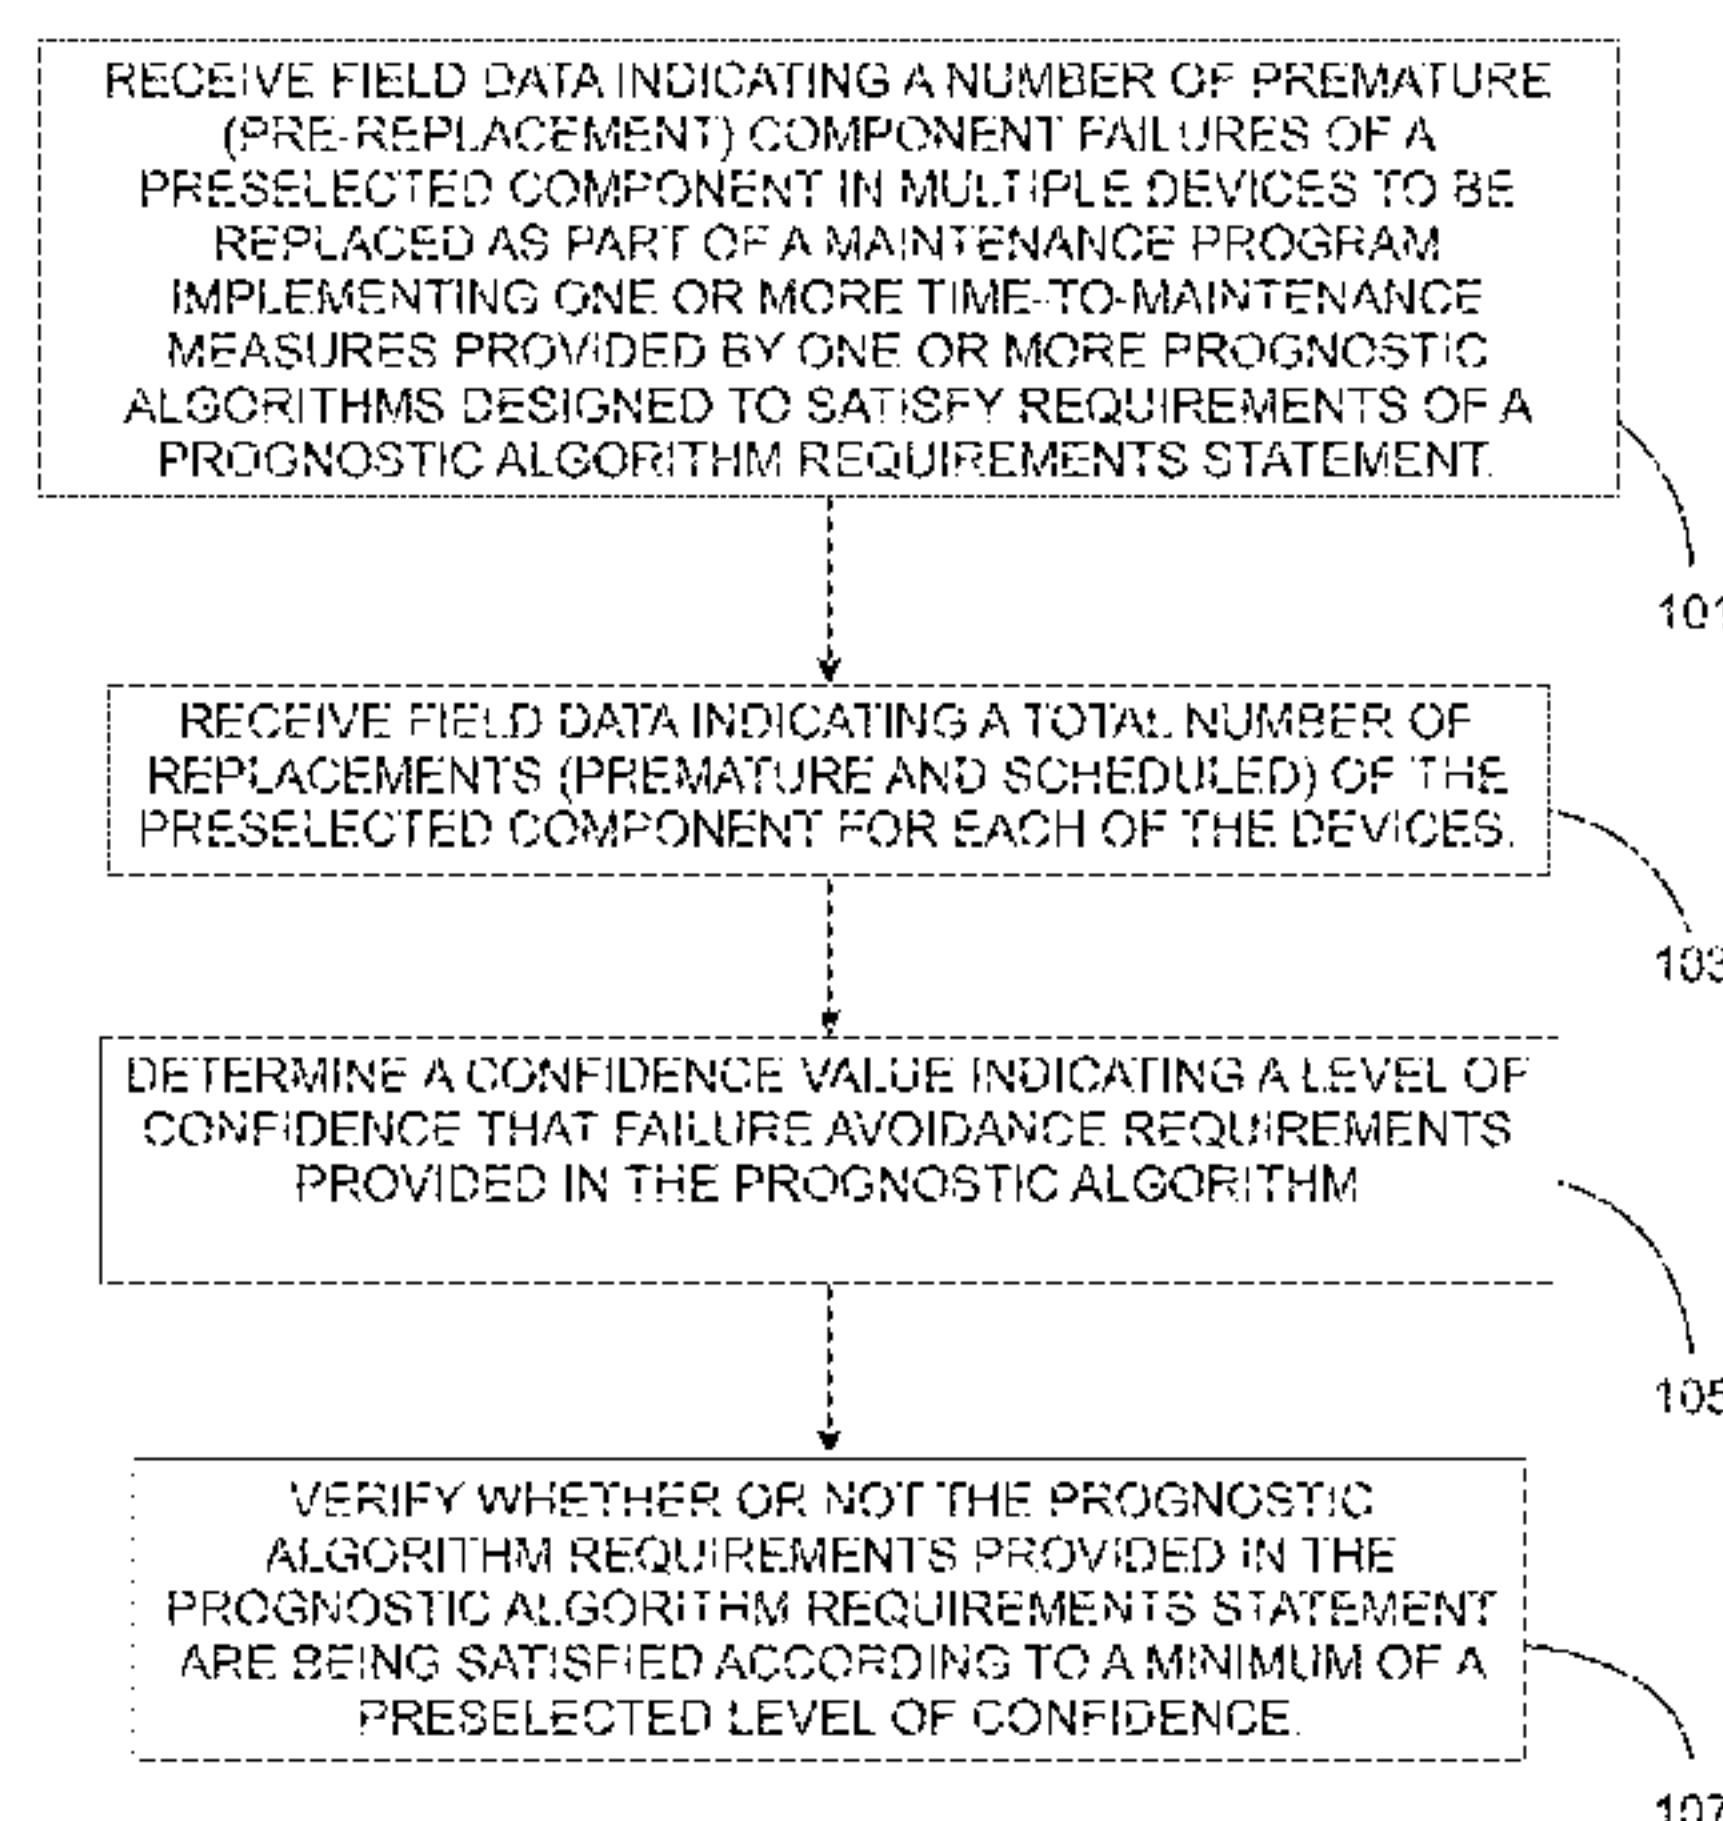 RECEIVE FIELD DATA INDICATING A NUMBER OF PREMATURE
(PRE-REPLACEMENT) COMPONENT FAILURES OF A
PRESELECTED COMPONENT IN MULTIPLE DEVICES TO BE
REPLACED AS PART OF A MAINTENANCE PROGRAM
IMPLEMENTING ONE OR MORE TIME-TO-MAINTENANCE
MEASURES PROVIDED BY ONE OR MORE PROGNOSTIC
ALGORITHMS DESIGNED TO SATISFY REQUIREMENTS OF A
PROGNOSTIC ALGORITHM REQUIREMENTS STATEMENT.
101
RECEIVE FIELD DATA INDICATING A TOTAL NUMBER OF
REPLACEMENTS (PREMATURE AND SCHEDULED) OF THE
PRESELECTED COMPONENT FOR EACH OF THE DEVICES.
103
DETERMINE A CONFIDENCE VALUE INDICATING A LEVEL OF
CONFIDENCE THAT FAILURE AVOIDANCE REQUIREMENTS
PROVIDED IN THE PROGNOSTIC ALGORITHM
105
VERIFY WHETHER OR NOT THE PROGNOSTIC
ALGORITHM REQUIREMENTS PROVIDED IN THE
PROGNOSTIC ALGORITHM REQUIREMENTS STATEMENT
ARE BEING SATISFIED ACCORDING TO A MINIMUM OF A
PRESELECTED LEVEL OF CONFIDENCE.
107